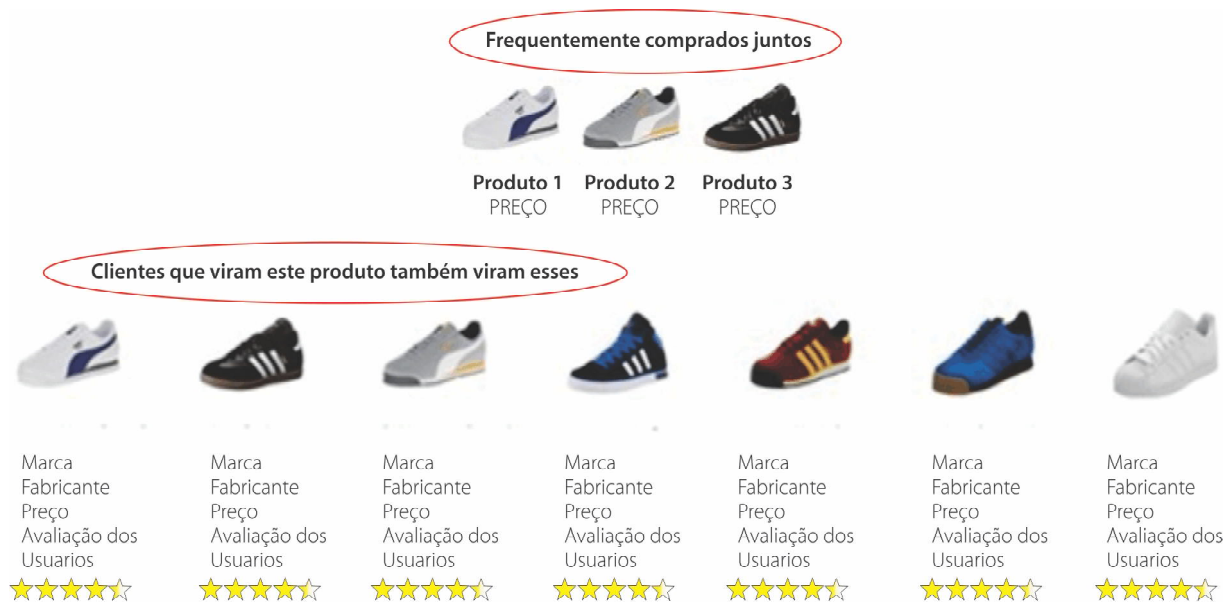 Frequentemente comprados juntos
Produto 1 Produto 2 Produto 3
PREÇO PREÇO PREÇO
Clientes que viram este produto também viram esses
Marca Marca Marca Marca Marca Marca Marca
Fabricante Fabricante Fabricante Fabricante Fabricante Fabricante Fabricante
Preço Preço Preço Preço Preço Preço Preço
Avaliação dos Avaliação dos Avaliação dos Avaliação dos Avaliação dos Avaliação dos Avaliação dos
Usuarios Usuarios Usuarios Usuarios Usuarios Usuarios Usuarios